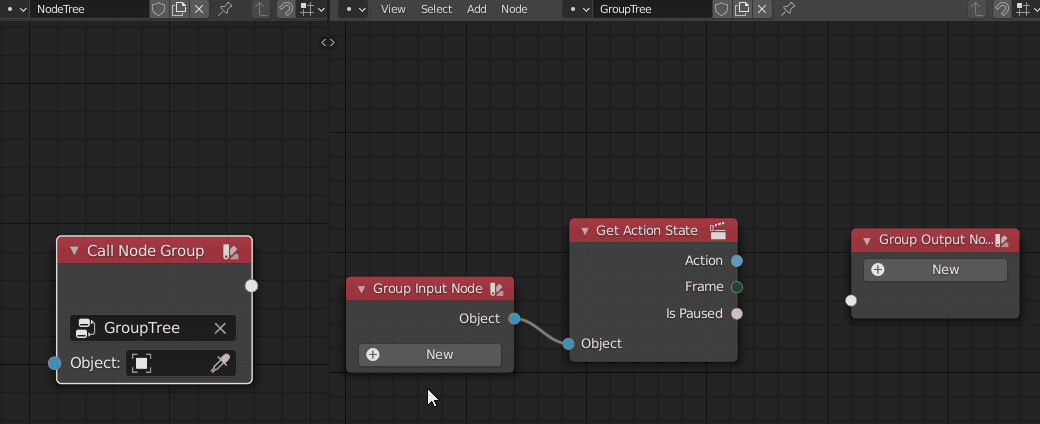 NodeTree
View Select Add Node
GroupTree
Call Node Group
GroupTree
Object:
Group Input Node
Object
New
Get Action State
Action
Frame
Is Paused
Object
Group Output No...
New